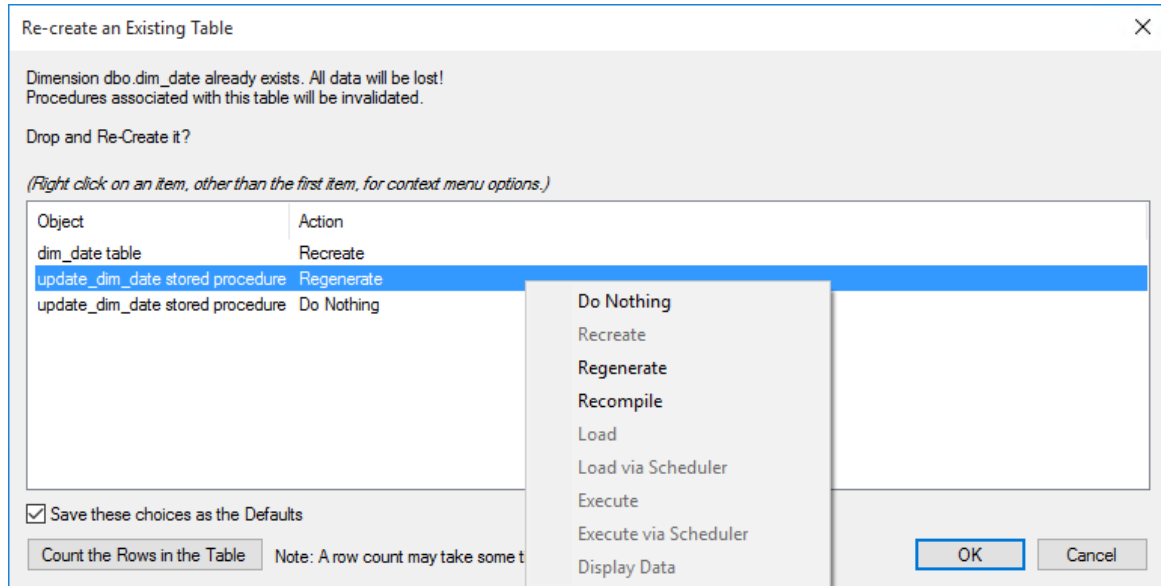 Re-create an Existing Table
Dimension dbo.dim_date already exists. All data will be lost!
Procedures associated with this table will be invalidated.
Drop and Re-Create it?
(Right click on an item, other than the first item, for context menu options.)
Object Action
dim_date table Recreate
update_dim_date stored procedure Regenerate
update_dim_date stored procedure Do Nothing
Do Nothing
Recreate
Regenerate
Recompile
Load
Load via Scheduler
Execute
Execute via Scheduler
Display Data
Save these choices as the Defaults
Count the Rows in the Table Note: A row count may take some t
OK Cancel